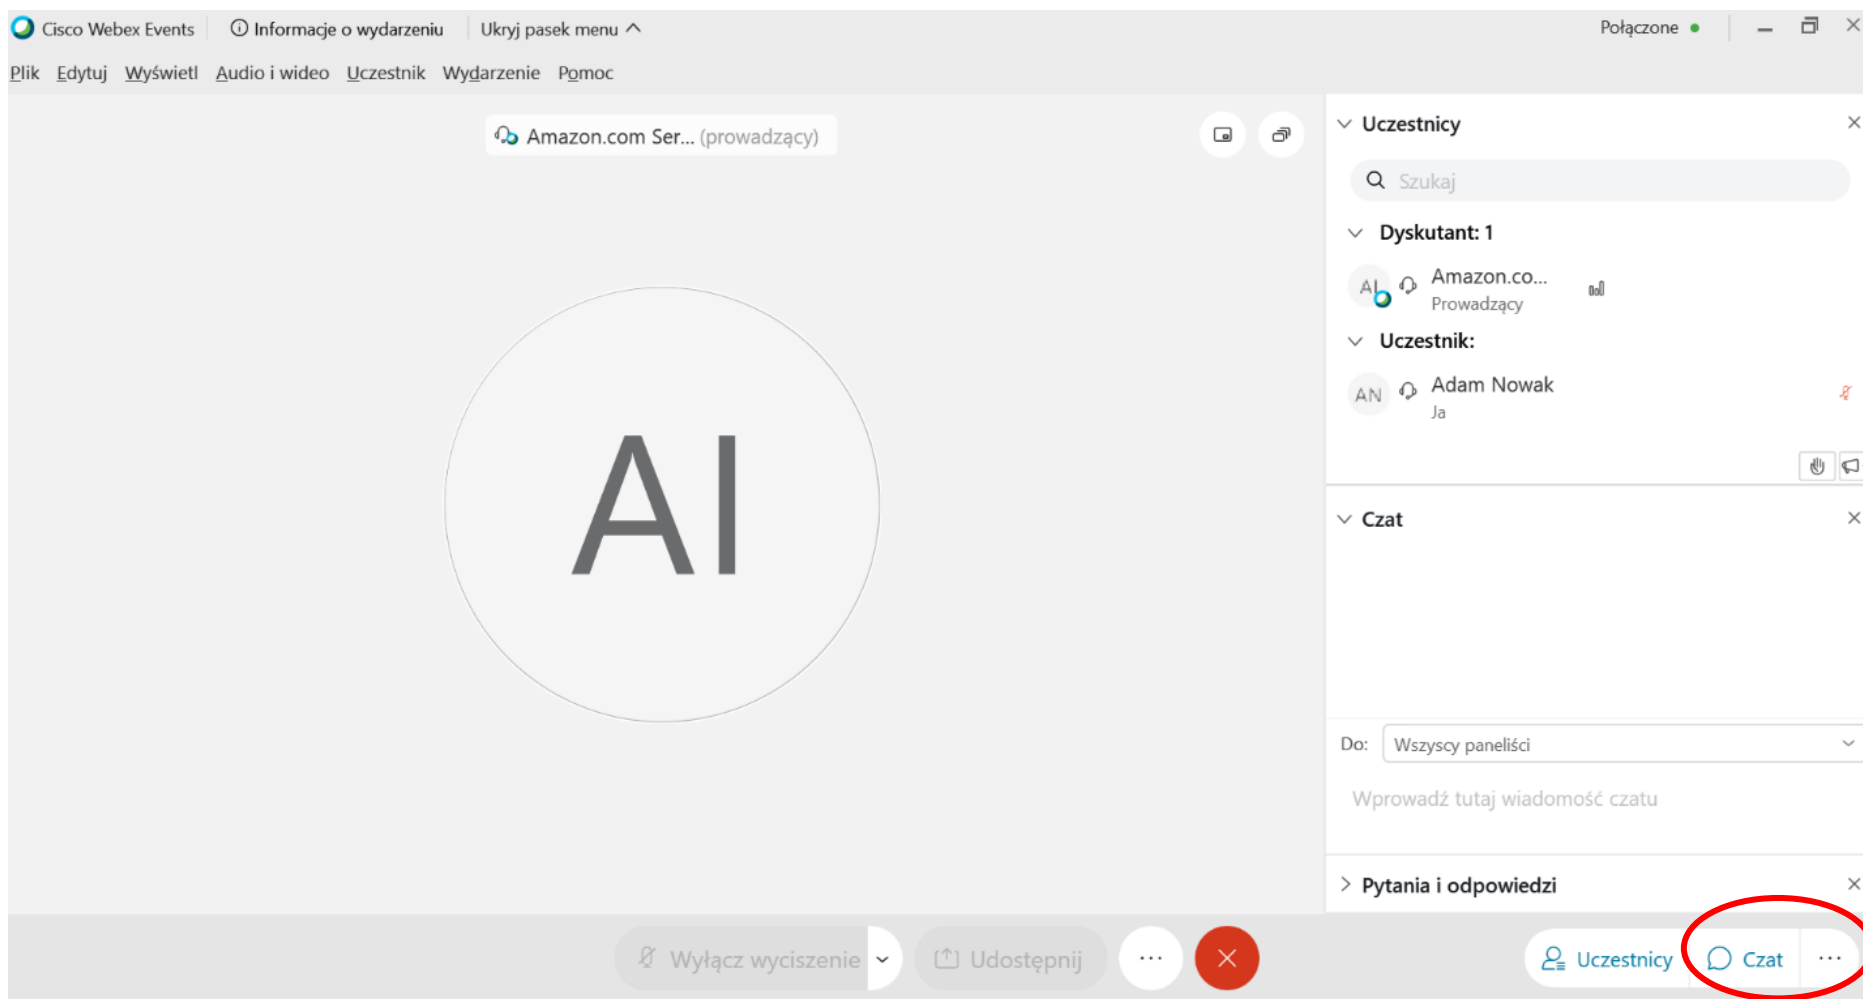 Cisco Webex Events Informacje o wydarzeniu Ukryj pasek menu Połączone
Plik Edytuj Wyświetl Audio i wideo Uczestnik Wydarzenie Pomoc
Amazon.com Ser... (prowadzący)
AI
Uczestnicy
Szukaj
Dyskutant: 1
AI Amazon.co...
Prowadzący
Uczestnik:
AN Adam Nowak
Ja
Czat
Do: Wszyscy paneliści
Wprowadź tutaj wiadomość czatu
Pytania i odpowiedzi
Wyłącz wyciszenie Udostępnij ... Uczestnicy Czat ...